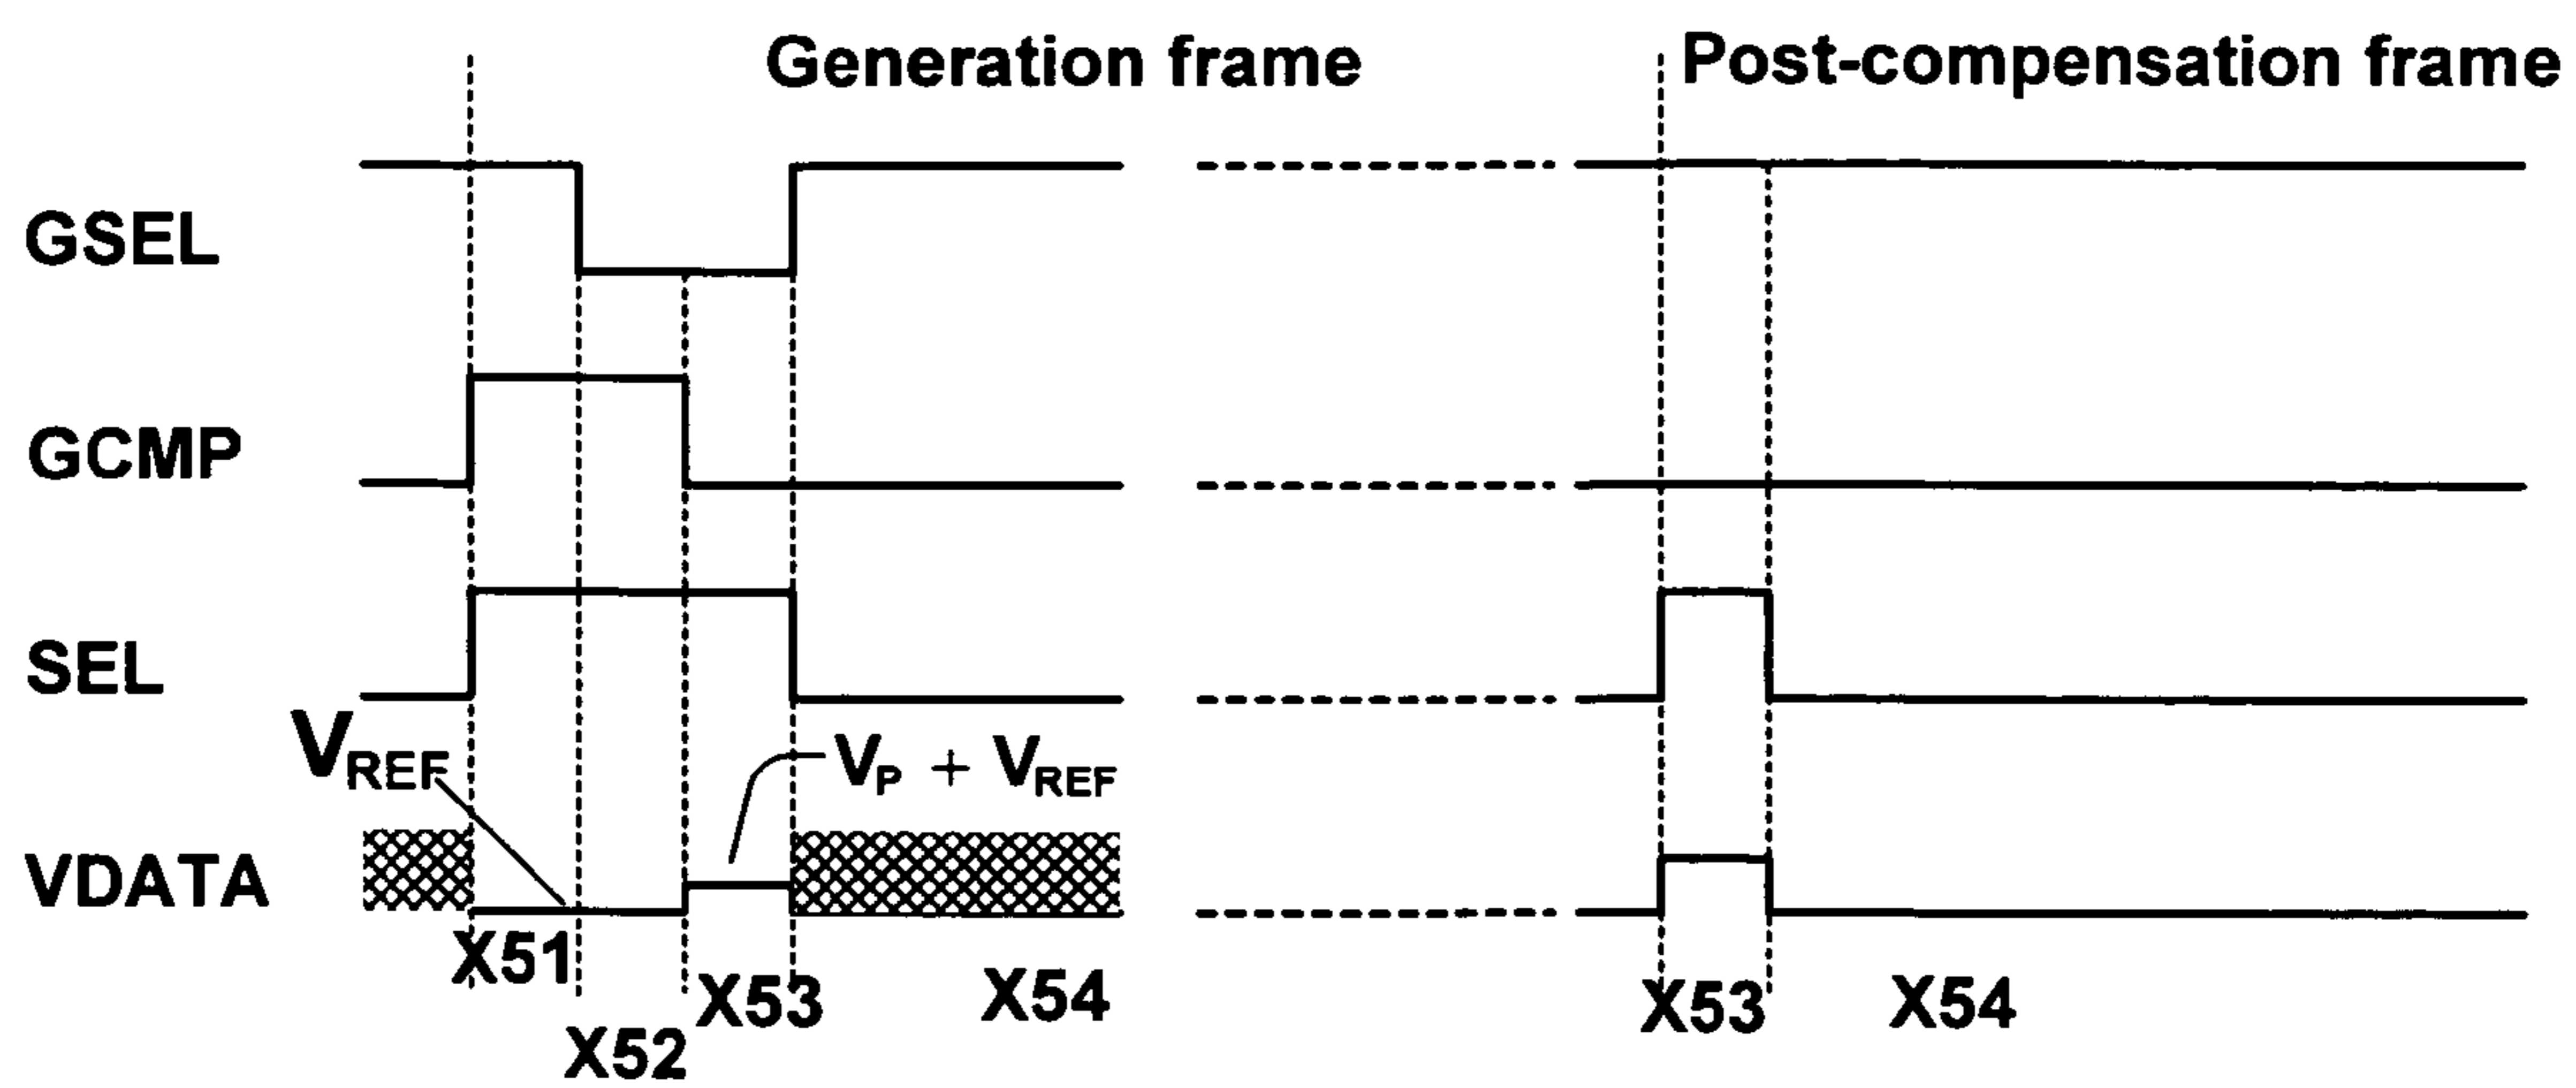 Generation frame
Post-compensation frame
GSEL
GCMP
SEL
VREF
VP + VREF
VDATA
X51
X52
X53
X54
X53
X54